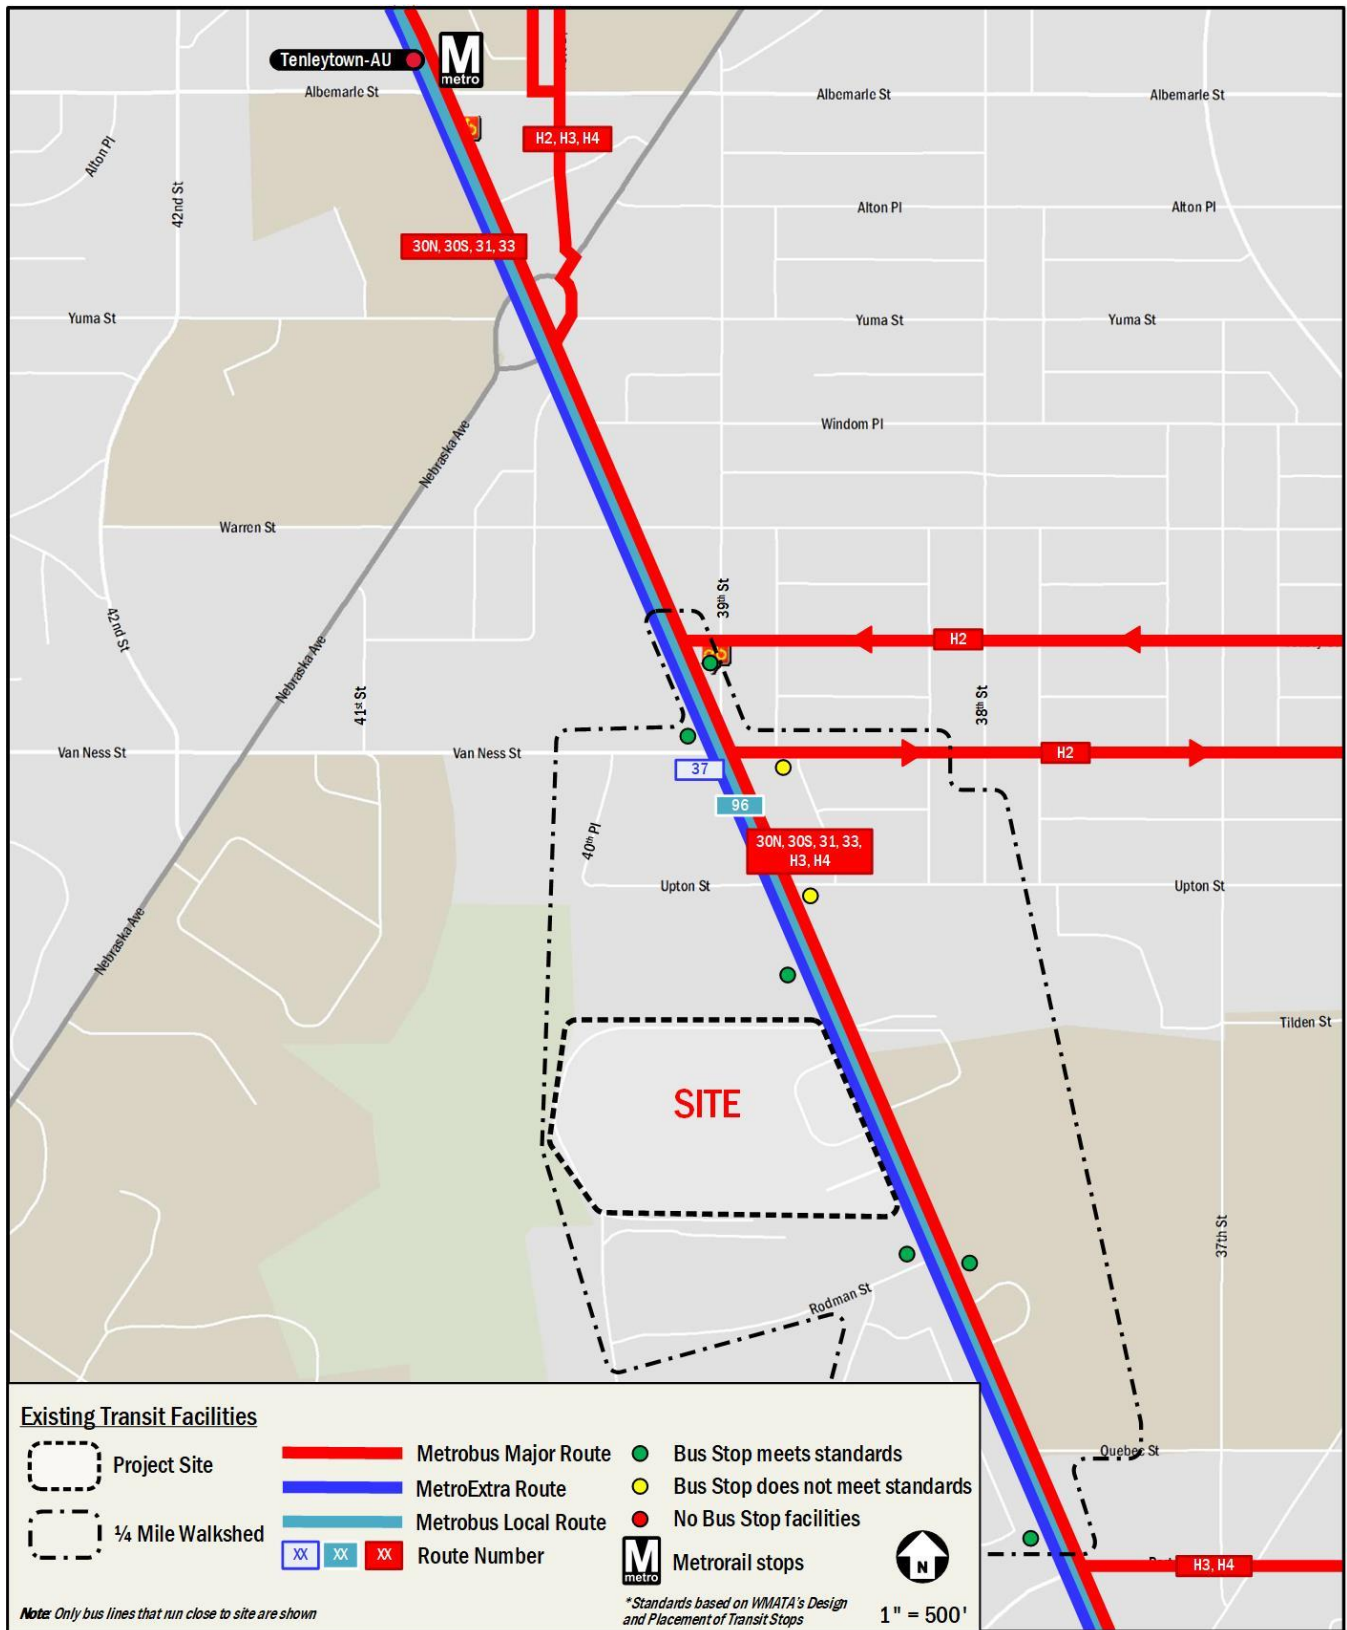 Tenleytown-AU
M
metro
Albemarle St
Albemarle St
Albemarle St
H2, H3, H4
Alton Pl
42nd St
Alton Pl
Alton Pl
30N, 30S, 31, 33
Yuma St
Yuma St
Yuma St
Windom Pl
Nebraska Ave
Warren St
39th St
42nd St
H2
Nebraska Ave
41st St
38th St
Van Ness St
Van Ness St
H2
37
96
40th Pl
30N, 30S, 31, 33,
H3, H4
Upton St
Upton St
Nebraska Ave
Tilden St
SITE
37th St
Rodman St
Quebec St
H3, H4
Existing Transit Facilities
Project Site
¼ Mile Walkshed
Metrobus Major Route
MetroExtra Route
Metrobus Local Route
XX XX XX Route Number
Bus Stop meets standards
Bus Stop does not meet standards
No Bus Stop facilities
M
metro
Metrorail stops
N
Note: Only bus lines that run close to site are shown
*Standards based on WMATA's Design
and Placement of Transit Stops
1" = 500'